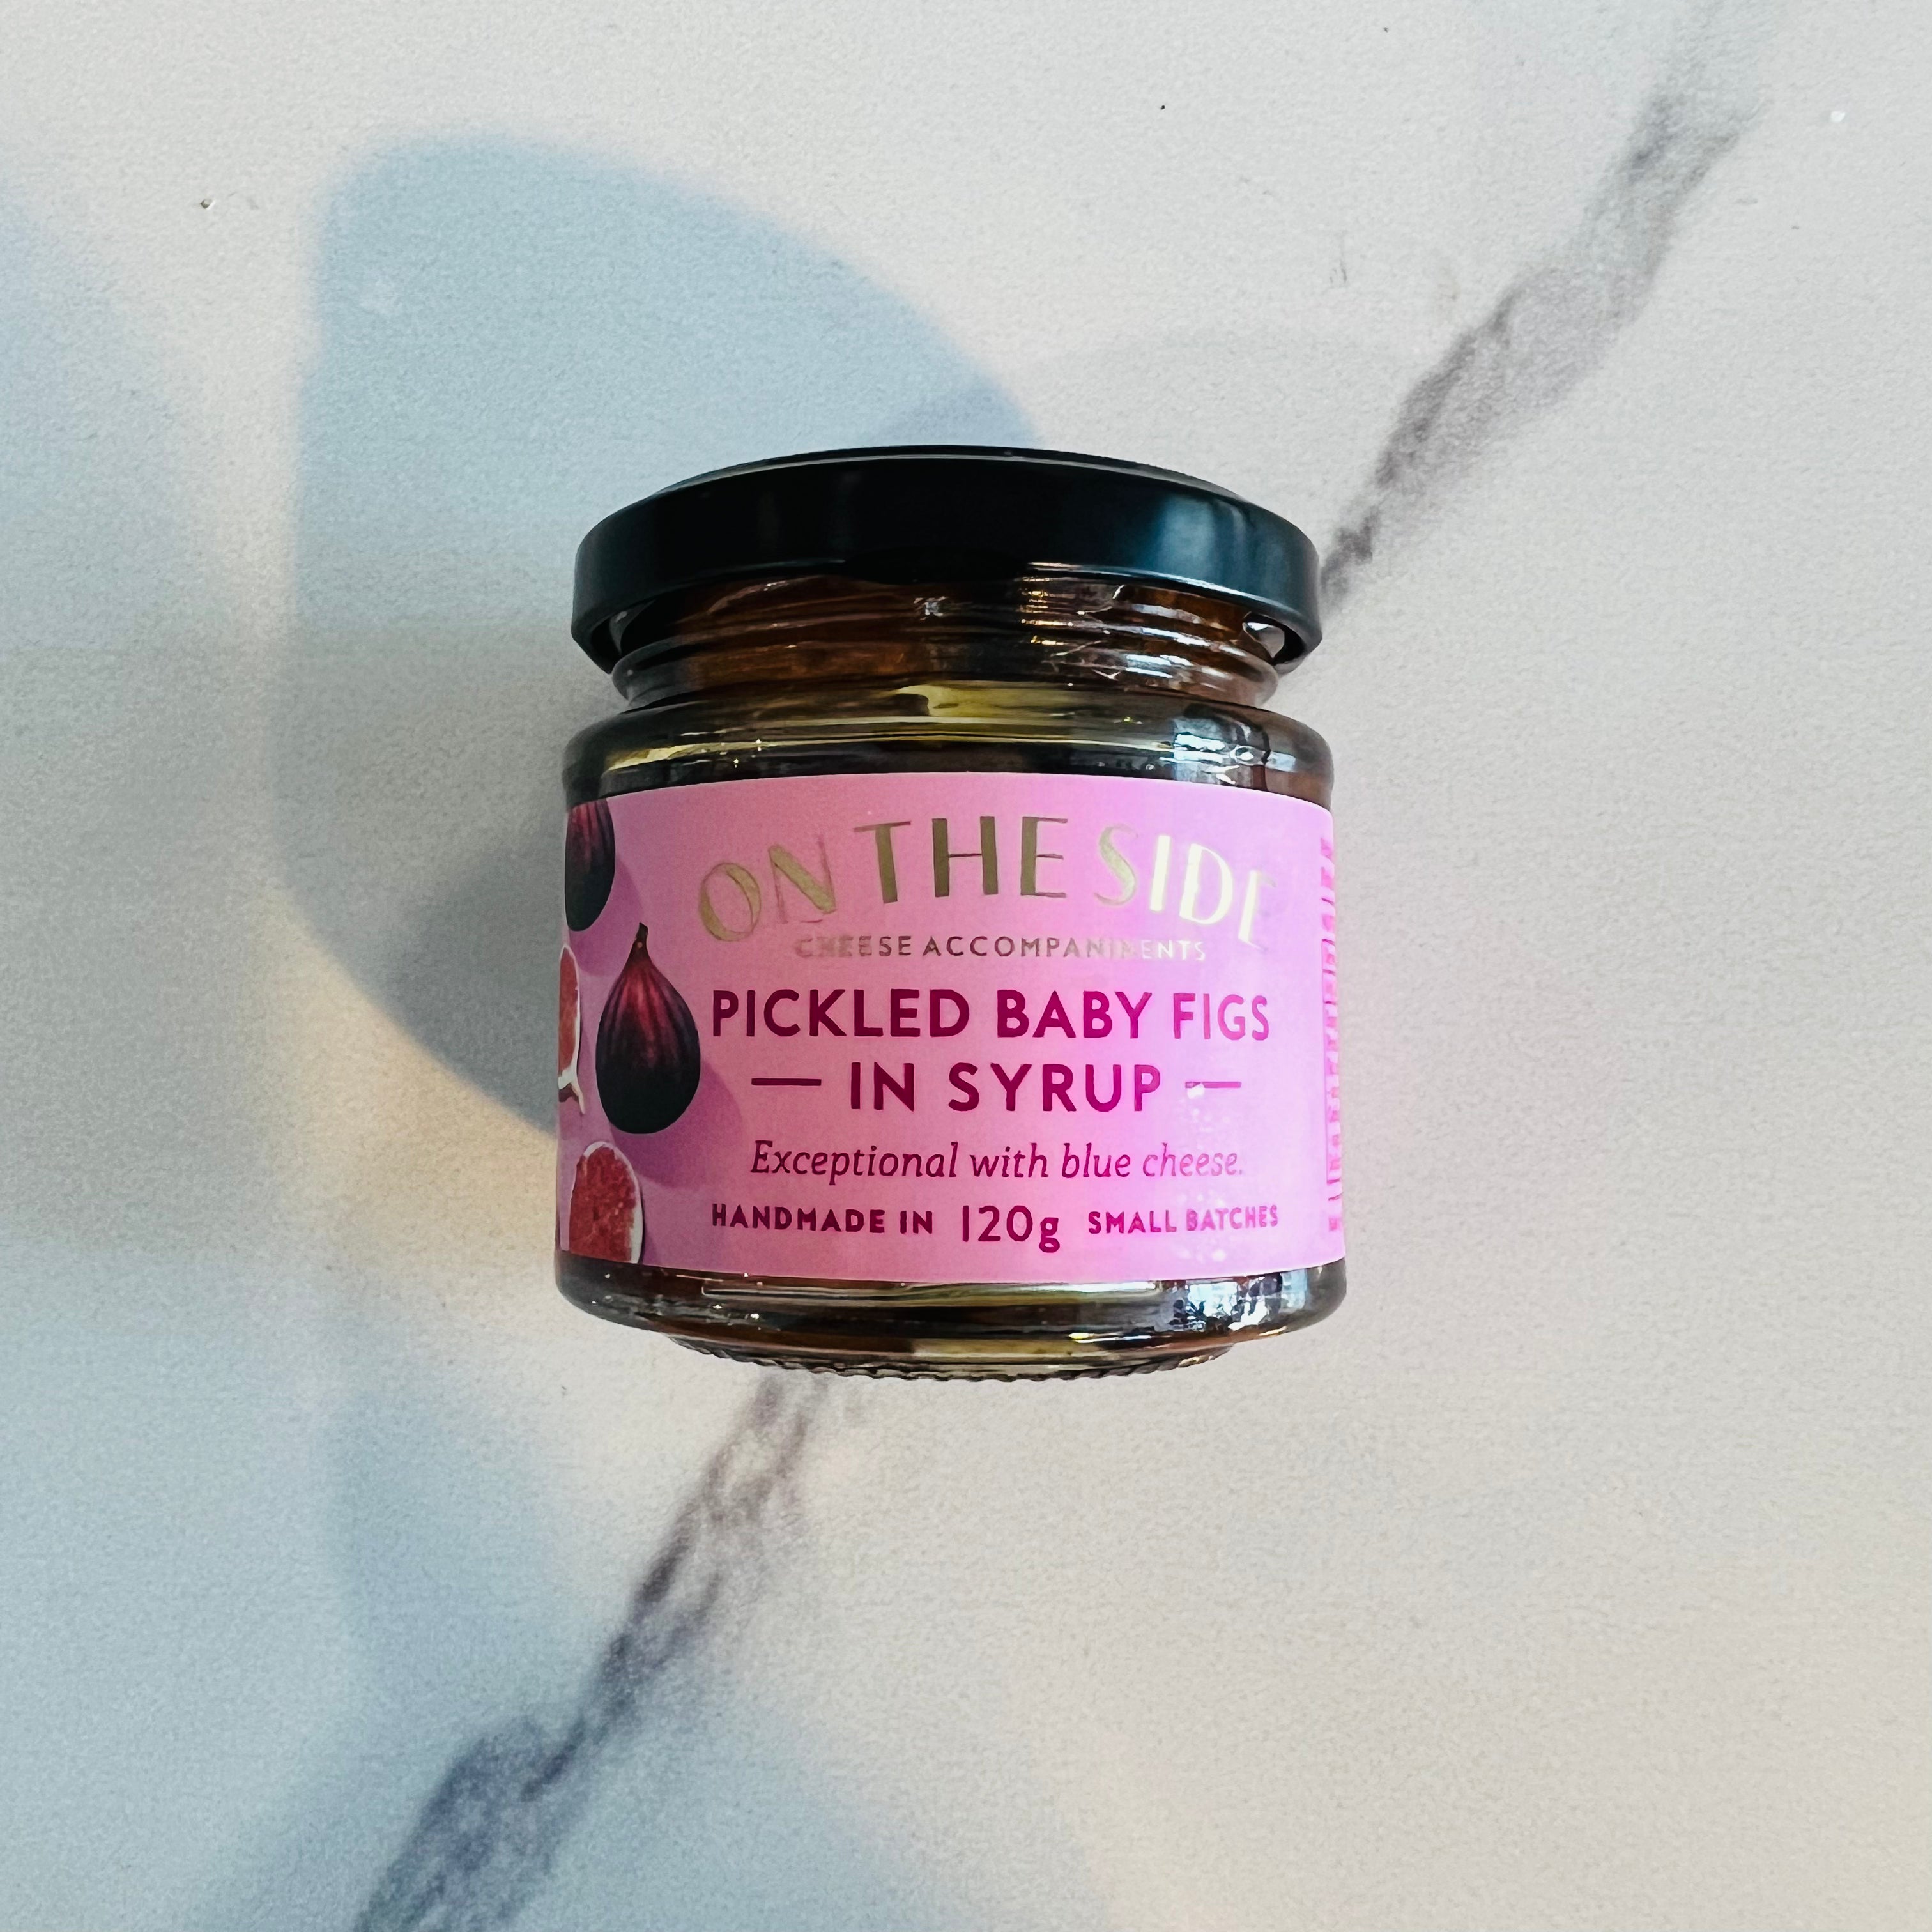 ON THE SIDE
CHEESE ACCOMPANIMENTS
PICKLED BABY FIGS
— IN SYRUP —
Exceptional with blue cheese.
HANDMADE IN 120g SMALL BATCHES